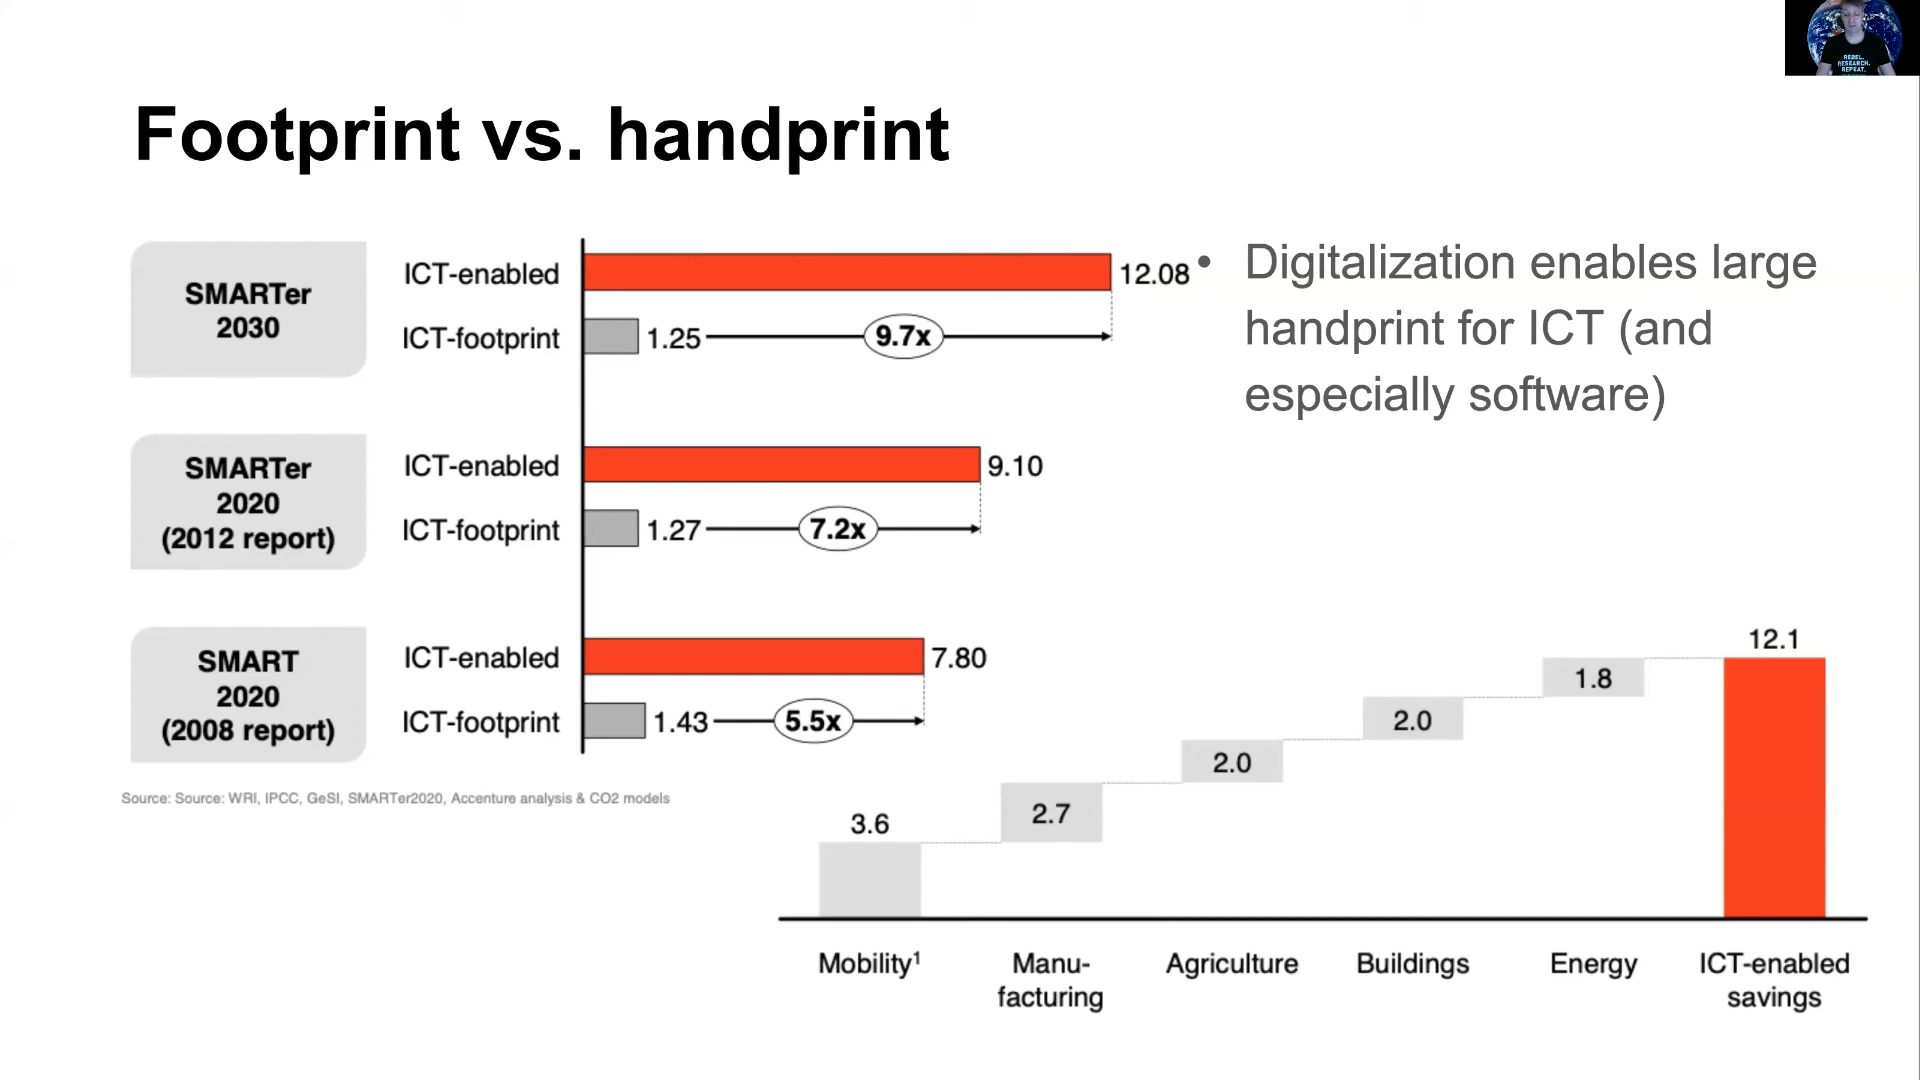 REBEL.
RESEARCH.
REPEAT.
Footprint vs. handprint
SMARTer
2030
ICT-enabled
12.08
ICT-footprint
1.25
9.7x
SMARTer
2020
(2012 report)
ICT-enabled
9.10
ICT-footprint
1.27
7.2x
SMART
2020
(2008 report)
ICT-enabled
7.80
ICT-footprint
1.43
5.5x
Source: Source: WRI, IPCC, GeSI, SMARTer2020, Accenture analysis & CO2 models
• Digitalization enables large
handprint for ICT (and
especially software)
3.6
2.7
2.0
2.0
1.8
12.1
Mobility¹
Manu-
facturing
Agriculture
Buildings
Energy
ICT-enabled
savings